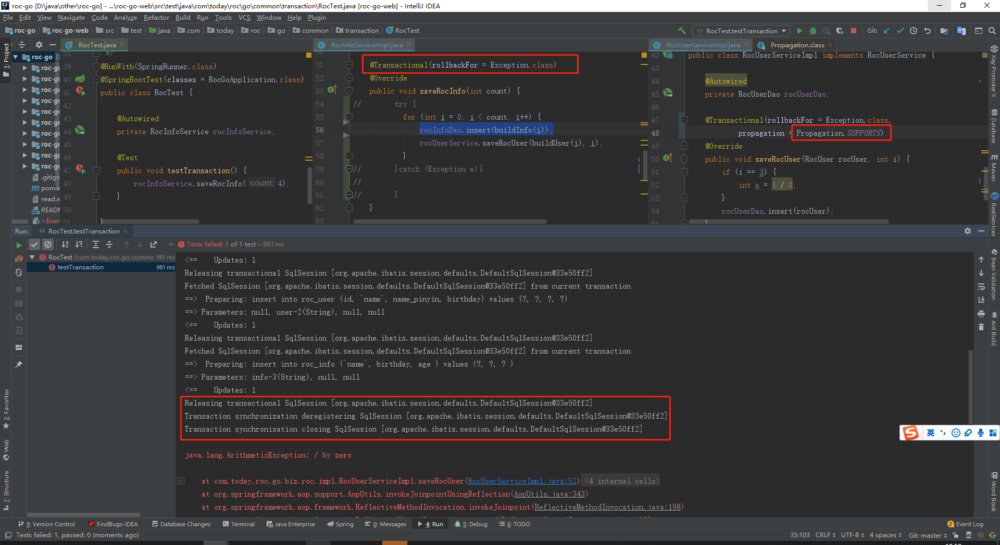 roc-go [D:\java\other\roc-go] - ...\roc-go-web\src\test\java\com\today\roc\go\common\transaction\RocTest.java [roc-go-web] - IntelliJ IDEA
File Edit View Navigate Code Analyze Refactor Build Run Tools VCS Window Help Plugin
roc-go roc-go-web src test java com today roc go common transaction RocTest
RocTest.testTransaction Git:
1: Project
roc-go D
roc-g
roc-g
roc-g
roc-g
roc-g
roc-g
roc-g
roc-g
roc-g
roc-g
.gitign
pom.x
read.m
READM
~$serv
RocTest.java
38 */
39 @RunWith(SpringRunner.class)
40 @SpringBootTest(classes = RocGoApplication.class)
41 public class RocTest {
42
43 @Autowired
44 private RocInfoService rocInfoService;
45
46 @Test
47 public void testTransaction() {
48 rocInfoService.saveRocInfo( count: 4);
49 }
50
51 }
RocInfoServiceImpl.java
50
51 @Transactional(rollbackFor = Exception.class)
52 @Override
53 public void saveRocInfo(int count) {
54 // try {
55 for (int i = 0; i < count; i++) {
56 rocInfoDao.insert(buildInfo(i));
57 rocUserService.saveRocUser(buildUser(i), i);
58 }
59 // }catch (Exception e){
60 //
61 // }
62 }
63
RocUserServiceImpl.java Propagation.class
42 public class RocUserServiceImpl implements RocUserService {
43
44 @Autowired
45 private RocUserDao rocUserDao;
46
47 @Transactional(rollbackFor = Exception.class,
48 propagation = Propagation.SUPPORTS)
49 @Override
50 public void saveRocUser(RocUser rocUser, int i) {
51 if (i == 3) {
52 int a = 1 / 0;
53 }
54 rocUserDao.insert(rocUser);
55 }
Key Promoter X
Database
Maven
RestServices
Bean Validation
Ant Build
Word Book
Run: RocTest.testTransaction
Tests failed: 1 of 1 test – 981 ms
RocTest (com.today.roc.go.commo 981 ms
testTransaction 981 ms
<== Updates: 1
Releasing transactional SqlSession [org.apache.ibatis.session.defaults.DefaultSqlSession@33e50ff2]
Fetched SqlSession [org.apache.ibatis.session.defaults.DefaultSqlSession@33e50ff2] from current transaction
==> Preparing: insert into roc_user (id, `name`, name_pinyin, birthday) values (?, ?, ?, ?)
==> Parameters: null, user-2(String), null, null
<== Updates: 1
Releasing transactional SqlSession [org.apache.ibatis.session.defaults.DefaultSqlSession@33e50ff2]
Fetched SqlSession [org.apache.ibatis.session.defaults.DefaultSqlSession@33e50ff2] from current transaction
==> Preparing: insert into roc_info (`name`, birthday, age ) values (?, ?, ? )
==> Parameters: info-3(String), null, null
<== Updates: 1
Releasing transactional SqlSession [org.apache.ibatis.session.defaults.DefaultSqlSession@33e50ff2]
Transaction synchronization deregistering SqlSession [org.apache.ibatis.session.defaults.DefaultSqlSession@33e50ff2]
Transaction synchronization closing SqlSession [org.apache.ibatis.session.defaults.DefaultSqlSession@33e50ff2]
java.lang.ArithmeticException: / by zero
at com.today.roc.go.biz.roc.impl.RocUserServiceImpl.saveRocUser(RocUserServiceImpl.java:52) <4 internal calls>
at org.springframework.aop.support.AopUtils.invokeJoinpointUsingReflection(AopUtils.java:343)
at org.springframework.aop.framework.ReflectiveMethodInvocation.invokeJoinpoint(ReflectiveMethodInvocation.java:198)
英
2: Favorites
Web
7: Structure
9: Version Control FindBugs-IDEA Database Changes Terminal Java Enterprise Spring 0: Messages 4: Run 5: Debug 6: TODO 2 Event Log
Tests failed: 1, passed: 0 (moments ago) 35:103 CRLF UTF-8 4 spaces Git: master